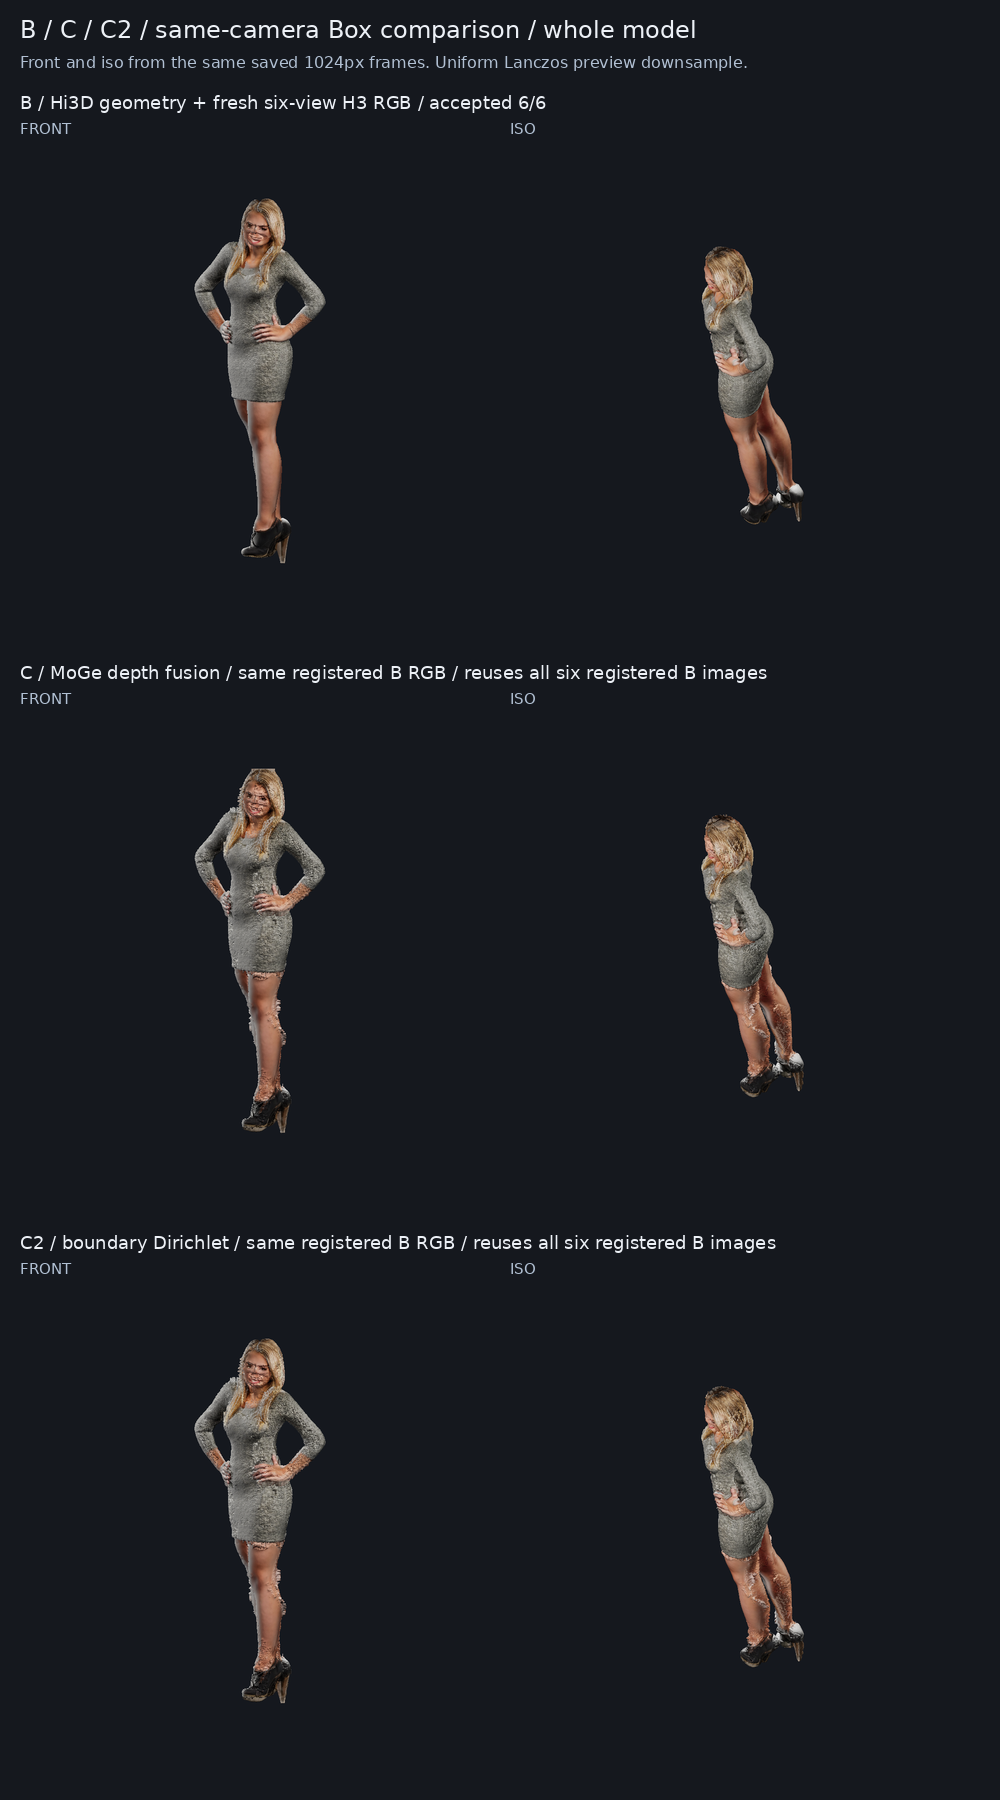 B / C / C2 / same-camera Box comparison / whole model
Front and iso from the same saved 1024px frames. Uniform Lanczos preview downsample.
B / Hi3D geometry + fresh six-view H3 RGB / accepted 6/6
FRONT
ISO
C / MoGe depth fusion / same registered B RGB / reuses all six registered B images
FRONT
ISO
C2 / boundary Dirichlet / same registered B RGB / reuses all six registered B images
FRONT
ISO